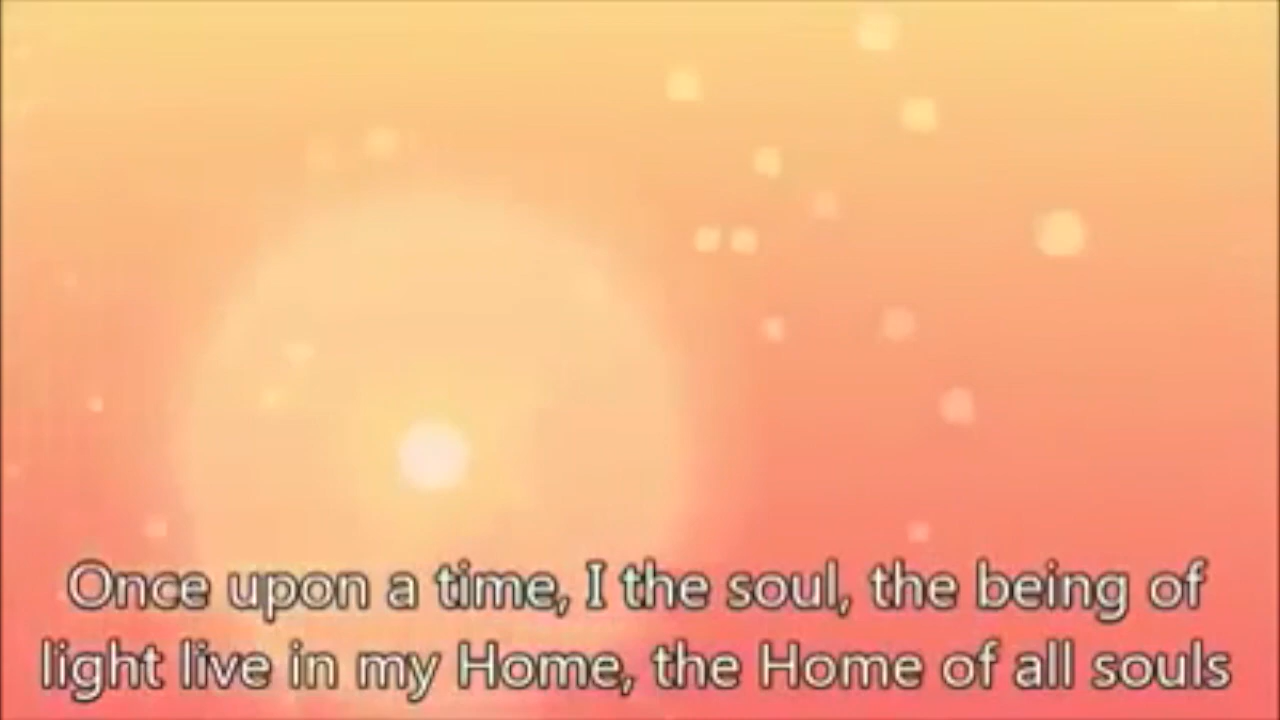 Once upon a time, I the soul, the being of
light live in my Home, the Home of all souls